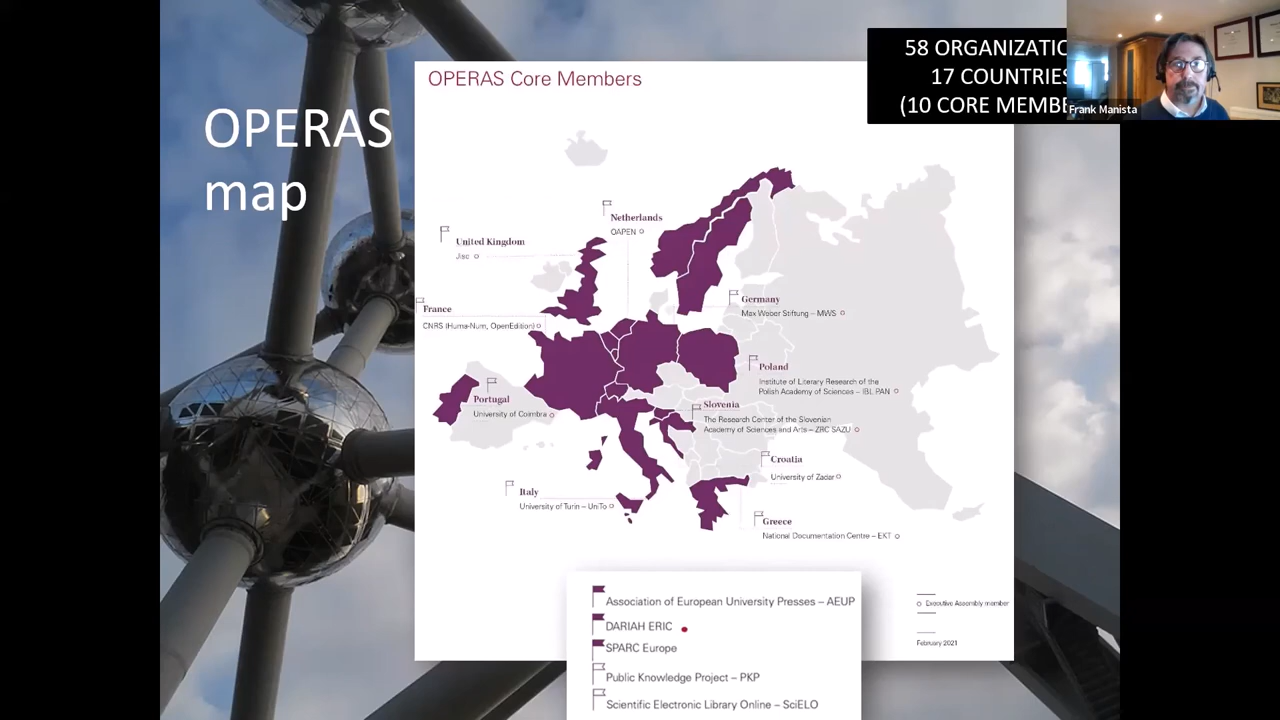 OPERAS
map
OPERAS Core Members
58 ORGANIZATIO
17 COUNTRIES
(10 CORE MEMBE
Frank Manista
Netherlands
OAPEN
United Kingdom
Jisc
France
CNRS (Huma-Num, OpenEdition)
Germany
Max Weber Stiftung – MWS
Poland
Institute of Literary Research of the
Polish Academy of Sciences – IBL PAN
Portugal
University of Coimbra
Slovenia
The Research Center of the Slovenian
Academy of Sciences and Arts – ZRC SAZU
Croatia
University of Zadar
Italy
University of Turin – UniTo
Greece
National Documentation Centre – EKT
Association of European University Presses – AEUP
DARIAH ERIC
SPARC Europe
Public Knowledge Project – PKP
Scientific Electronic Library Online – SciELO
Executive Assembly member
February 2021